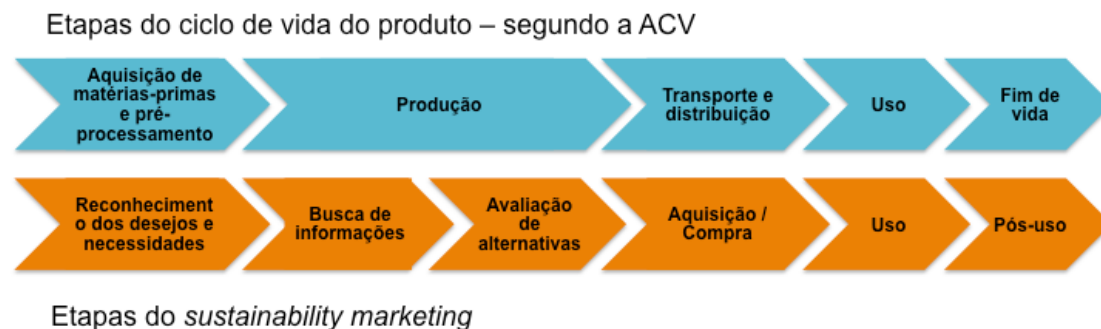 Etapas do ciclo de vida do produto – segundo a ACV
Aquisição de
matérias-primas
e pré-
processamento
Produção
Transporte e
distribuição
Uso
Fim de
vida
Reconheciment
o dos desejos e
necessidades
Busca de
informações
Avaliação
de
alternativas
Aquisição /
Compra
Uso
Pós-uso
Etapas do sustainability marketing